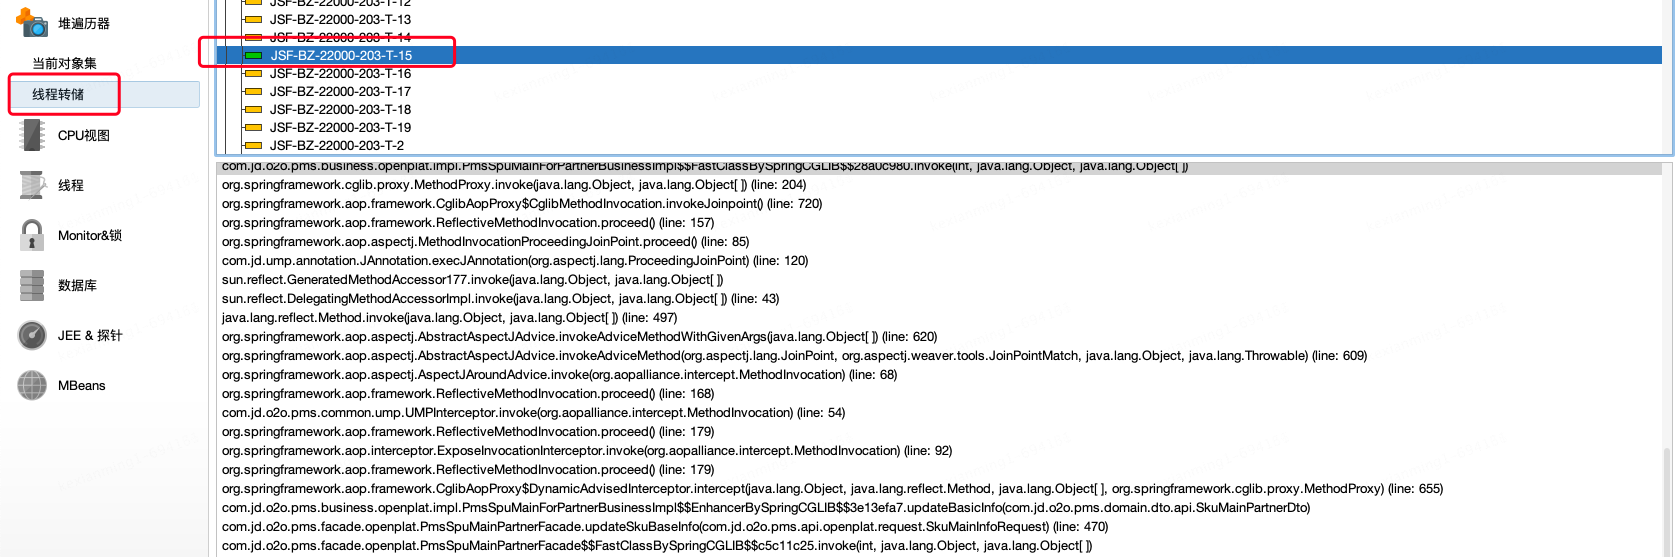 堆遍历器
当前对象集
线程转储
CPU视图
线程
Monitor&锁
数据库
JEE & 探针
MBeans
JSF-BZ-22000-203-T-12
JSF-BZ-22000-203-T-13
JSF-BZ-22000-203-T-14
JSF-BZ-22000-203-T-15
JSF-BZ-22000-203-T-16
JSF-BZ-22000-203-T-17
JSF-BZ-22000-203-T-18
JSF-BZ-22000-203-T-19
JSF-BZ-22000-203-T-2
com.jd.o2o.pms.business.openplat.impl.PmsSpuMainForPartnerBusinessImpl$$FastClassBySpringCGLIB$$28a0c980.invoke(int, java.lang.Object, java.lang.Object[ ])
org.springframework.cglib.proxy.MethodProxy.invoke(java.lang.Object, java.lang.Object[ ]) (line: 204)
org.springframework.aop.framework.CglibAopProxy$CglibMethodInvocation.invokeJoinpoint() (line: 720)
org.springframework.aop.framework.ReflectiveMethodInvocation.proceed() (line: 157)
org.springframework.aop.aspectj.MethodInvocationProceedingJoinPoint.proceed() (line: 85)
com.jd.ump.annotation.JAnnotation.execJAnnotation(org.aspectj.lang.ProceedingJoinPoint) (line: 120)
sun.reflect.GeneratedMethodAccessor177.invoke(java.lang.Object, java.lang.Object[ ])
sun.reflect.DelegatingMethodAccessorImpl.invoke(java.lang.Object, java.lang.Object[ ]) (line: 43)
java.lang.reflect.Method.invoke(java.lang.Object, java.lang.Object[ ]) (line: 497)
org.springframework.aop.aspectj.AbstractAspectJAdvice.invokeAdviceMethodWithGivenArgs(java.lang.Object[ ]) (line: 620)
org.springframework.aop.aspectj.AbstractAspectJAdvice.invokeAdviceMethod(org.aspectj.lang.JoinPoint, org.aspectj.weaver.tools.JoinPointMatch, java.lang.Object, java.lang.Throwable) (line: 609)
org.springframework.aop.aspectj.AspectJAroundAdvice.invoke(org.aopalliance.intercept.MethodInvocation) (line: 68)
org.springframework.aop.framework.ReflectiveMethodInvocation.proceed() (line: 168)
com.jd.o2o.pms.common.ump.UMPInterceptor.invoke(org.aopalliance.intercept.MethodInvocation) (line: 54)
org.springframework.aop.framework.ReflectiveMethodInvocation.proceed() (line: 179)
org.springframework.aop.interceptor.ExposeInvocationInterceptor.invoke(org.aopalliance.intercept.MethodInvocation) (line: 92)
org.springframework.aop.framework.ReflectiveMethodInvocation.proceed() (line: 179)
org.springframework.aop.framework.CglibAopProxy$DynamicAdvisedInterceptor.intercept(java.lang.Object, java.lang.reflect.Method, java.lang.Object[ ], org.springframework.cglib.proxy.MethodProxy) (line: 655)
com.jd.o2o.pms.business.openplat.impl.PmsSpuMainForPartnerBusinessImpl$$EnhancerBySpringCGLIB$$3e13efa7.updateBasicInfo(com.jd.o2o.pms.domain.dto.api.SkuMainPartnerDto)
com.jd.o2o.pms.facade.openplat.PmsSpuMainPartnerFacade.updateSkuBaseInfo(com.jd.o2o.pms.api.openplat.request.SkuMainInfoRequest) (line: 470)
com.jd.o2o.pms.facade.openplat.PmsSpuMainPartnerFacade$$FastClassBySpringCGLIB$$c5c11c25.invoke(int, java.lang.Object, java.lang.Object[ ])